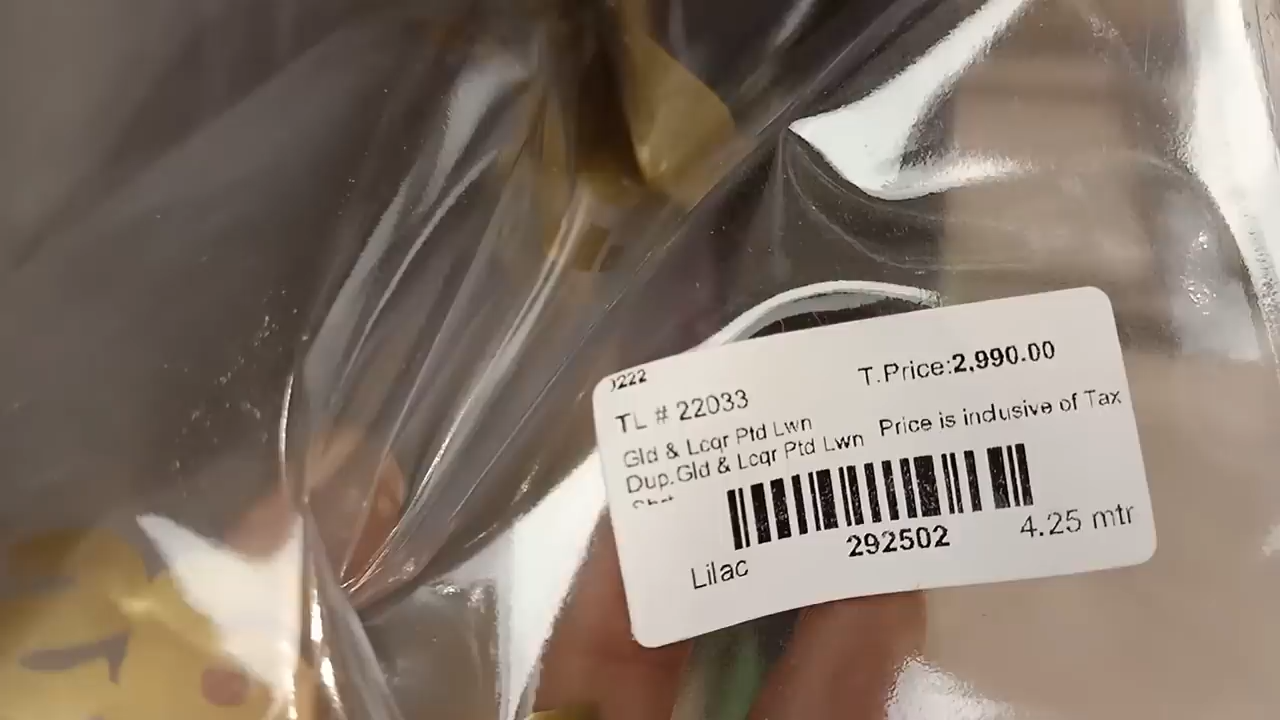 T.Price:2,990.00
TL # 22033
Gld & Lcqr Ptd Lwn
Price is inclusive of Tax
Dup.Gld & Lcqr Ptd Lwn
292502
4.25 mtr
Lilac